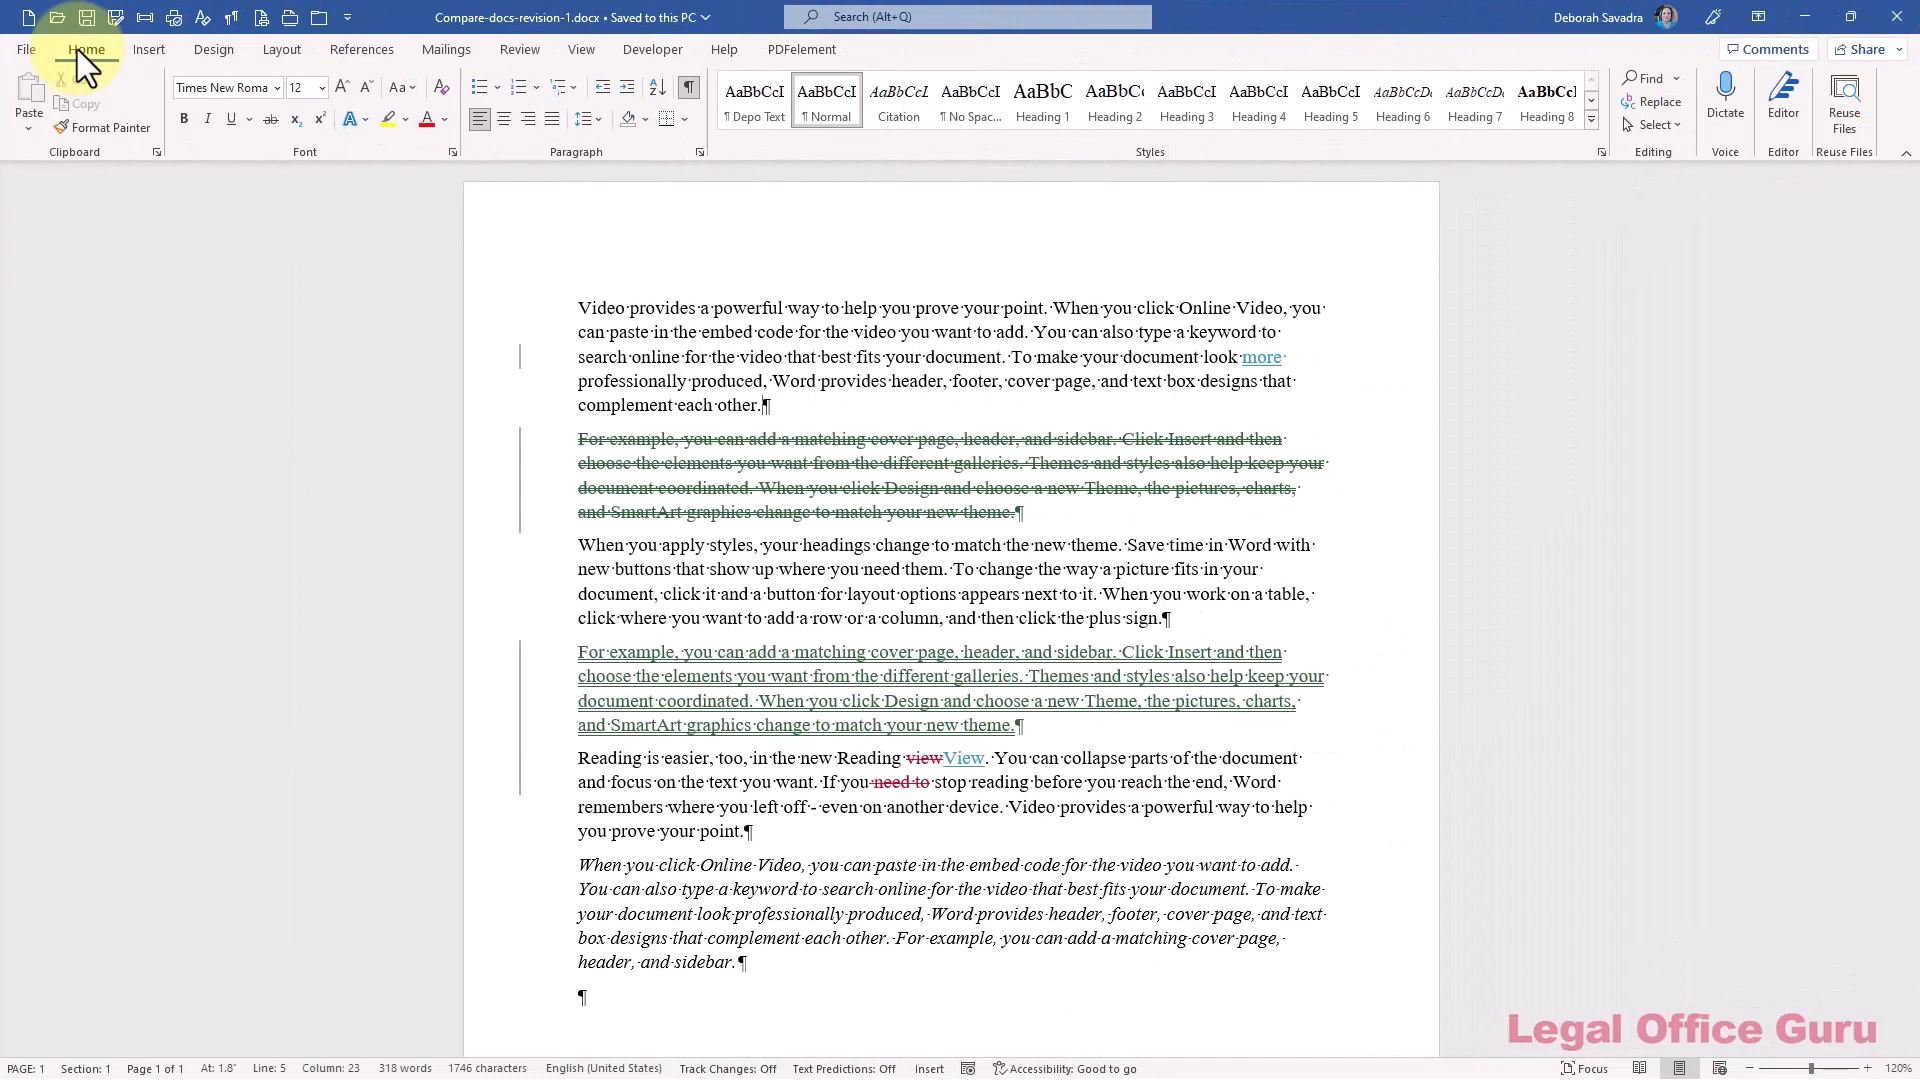 Compare-docs-revision-1.docx • Saved to this PC
Search (Alt+Q)
Deborah Savadra
File Home Insert Design Layout References Mailings Review View Developer Help PDFelement
Comments Share
Paste
Copy
Format Painter
Clipboard
Times New Roma 12
Font
Paragraph
AaBbCcI AaBbCcI AaBbCcI AaBbCcI AaBbC AaBbC AaBbCcI AaBbCcI AaBbCcI AaBbCcDc AaBbCcDc AaBbCcI
¶ Depo Text ¶ Normal Citation ¶ No Spac... Heading 1 Heading 2 Heading 3 Heading 4 Heading 5 Heading 6 Heading 7 Heading 8
Styles
Find
Replace
Select
Editing
Dictate
Voice
Editor
Editor
Reuse
Files
Reuse Files
Video provides a powerful way to help you prove your point. When you click Online Video, you
can paste in the embed code for the video you want to add. You can also type a keyword to
search online for the video that best fits your document. To make your document look more
professionally produced, Word provides header, footer, cover page, and text box designs that
complement each other.¶
For example, you can add a matching cover page, header, and sidebar. Click Insert and then
choose the elements you want from the different galleries. Themes and styles also help keep your
document coordinated. When you click Design and choose a new Theme, the pictures, charts,
and SmartArt graphics change to match your new theme.¶
When you apply styles, your headings change to match the new theme. Save time in Word with
new buttons that show up where you need them. To change the way a picture fits in your
document, click it and a button for layout options appears next to it. When you work on a table,
click where you want to add a row or a column, and then click the plus sign.¶
For example, you can add a matching cover page, header, and sidebar. Click Insert and then
choose the elements you want from the different galleries. Themes and styles also help keep your
document coordinated. When you click Design and choose a new Theme, the pictures, charts,
and SmartArt graphics change to match your new theme.¶
Reading is easier, too, in the new Reading viewView. You can collapse parts of the document
and focus on the text you want. If you need to stop reading before you reach the end, Word
remembers where you left off - even on another device. Video provides a powerful way to help
you prove your point.¶
When you click Online Video, you can paste in the embed code for the video you want to add.
You can also type a keyword to search online for the video that best fits your document. To make
your document look professionally produced, Word provides header, footer, cover page, and text
box designs that complement each other. For example, you can add a matching cover page,
header, and sidebar.¶
¶
Legal Office Guru
PAGE: 1 Section: 1 Page 1 of 1 At: 1.8" Line: 5 Column: 23 318 words 1746 characters English (United States) Track Changes: Off Text Predictions: Off Insert Accessibility: Good to go Focus 120%